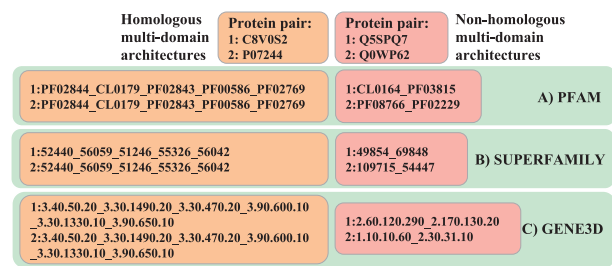 Homologous
multi-domain
architectures
Protein pair:
1: C8V0S2
2: P07244
Protein pair:
1: Q5SPQ7
2: Q0WP62
Non-homologous
multi-domain
architectures
1:PF02844_CL0179_PF02843_PF00586_PF02769
2:PF02844_CL0179_PF02843_PF00586_PF02769
1:CL0164_PF03815
2:PF08766_PF02229
A) PFAM
1:52440_56059_51246_55326_56042
2:52440_56059_51246_55326_56042
1:49854_69848
2:109715_54447
B) SUPERFAMILY
1:3.40.50.20_3.30.1490.20_3.30.470.20_3.90.600.10
_3.30.1330.10_3.90.650.10
2:3.40.50.20_3.30.1490.20_3.30.470.20_3.90.600.10
_3.30.1330.10_3.90.650.10
1:2.60.120.290_2.170.130.20
2:1.10.10.60_2.30.31.10
C) GENE3D